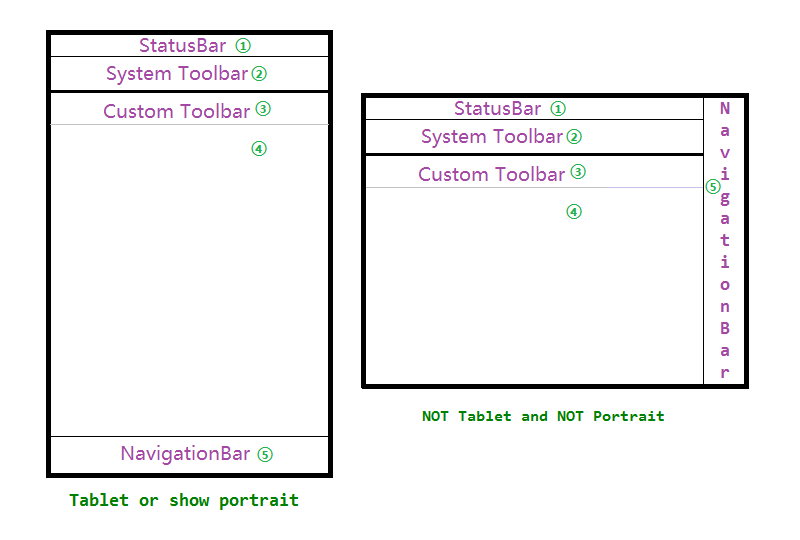 StatusBar ①
System Toolbar②
Custom Toolbar ③
④
NavigationBar ⑤
Tablet or show portrait
StatusBar ①
System Toolbar②
Custom Toolbar ③
④
⑤
NavigationBar
NOT Tablet and NOT Portrait